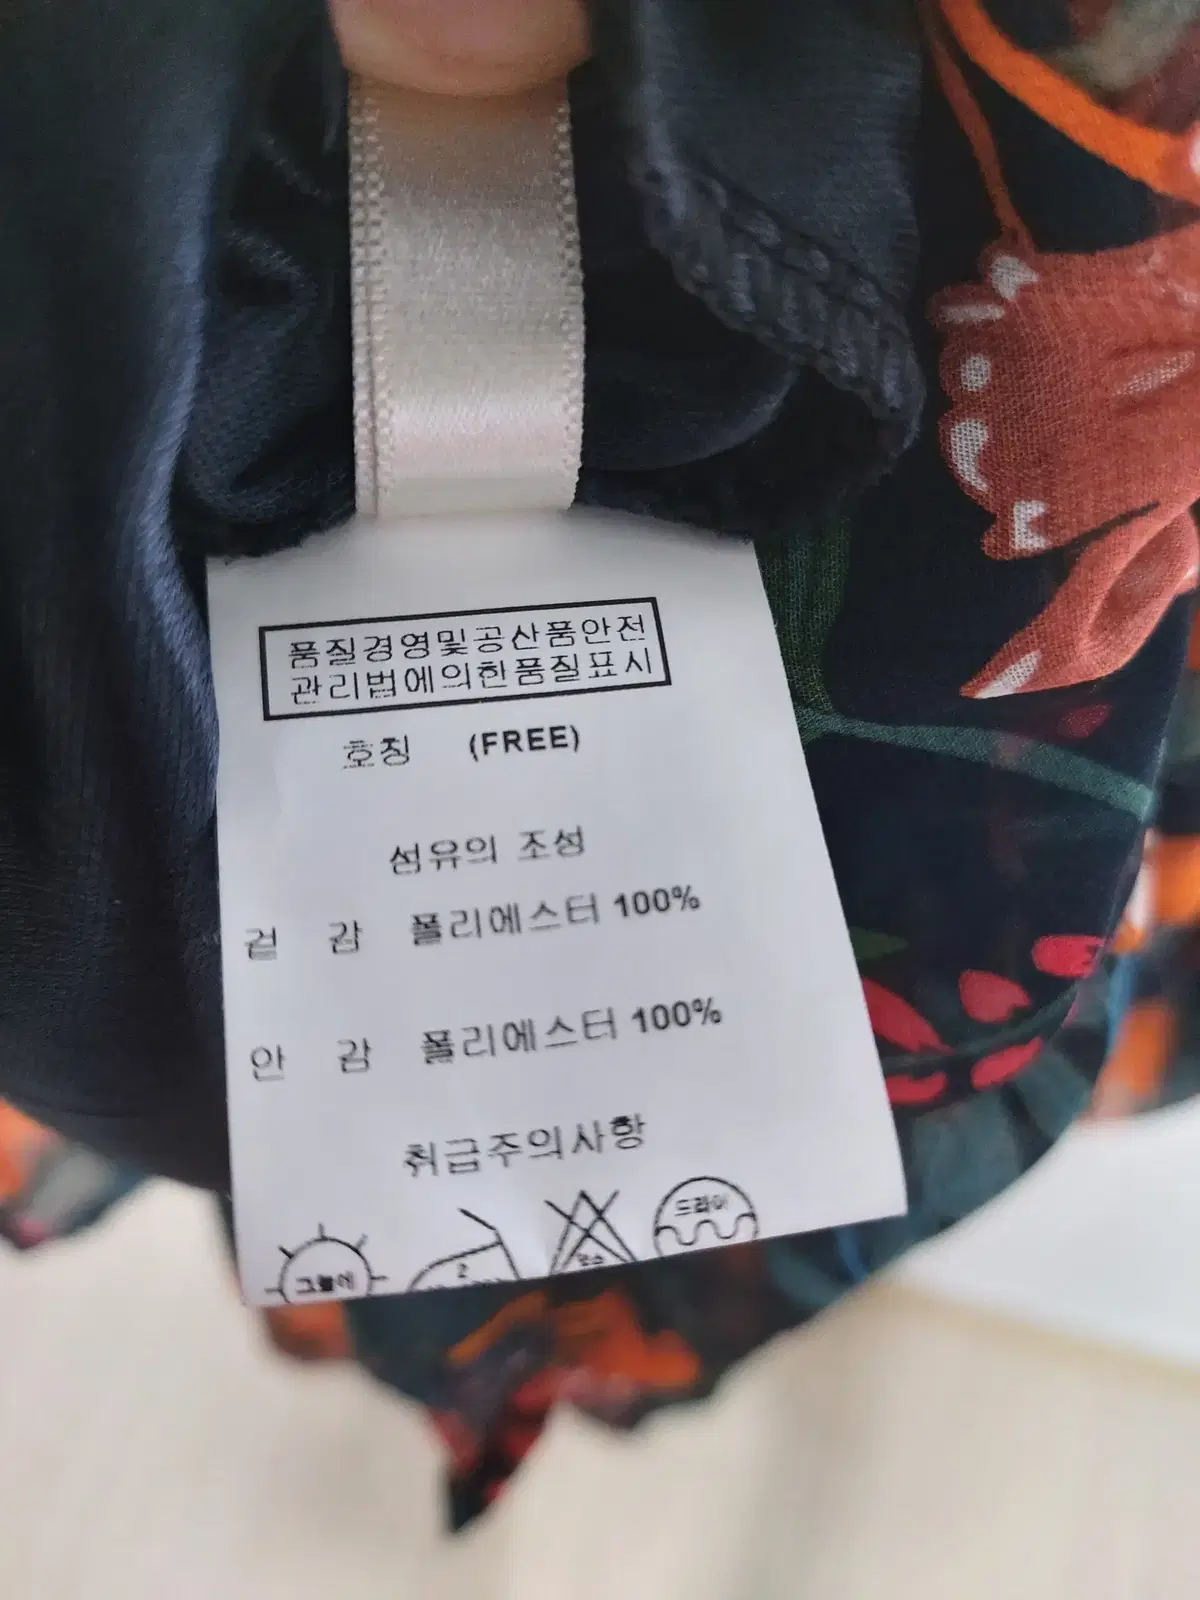 품질경영및공산품안전
관리법에의한품질표시
호칭 (FREE)
섬유의 조성
겉 감 폴리에스터 100%
안 감 폴리에스터 100%
취급주의사항
그늘에
2
드라이